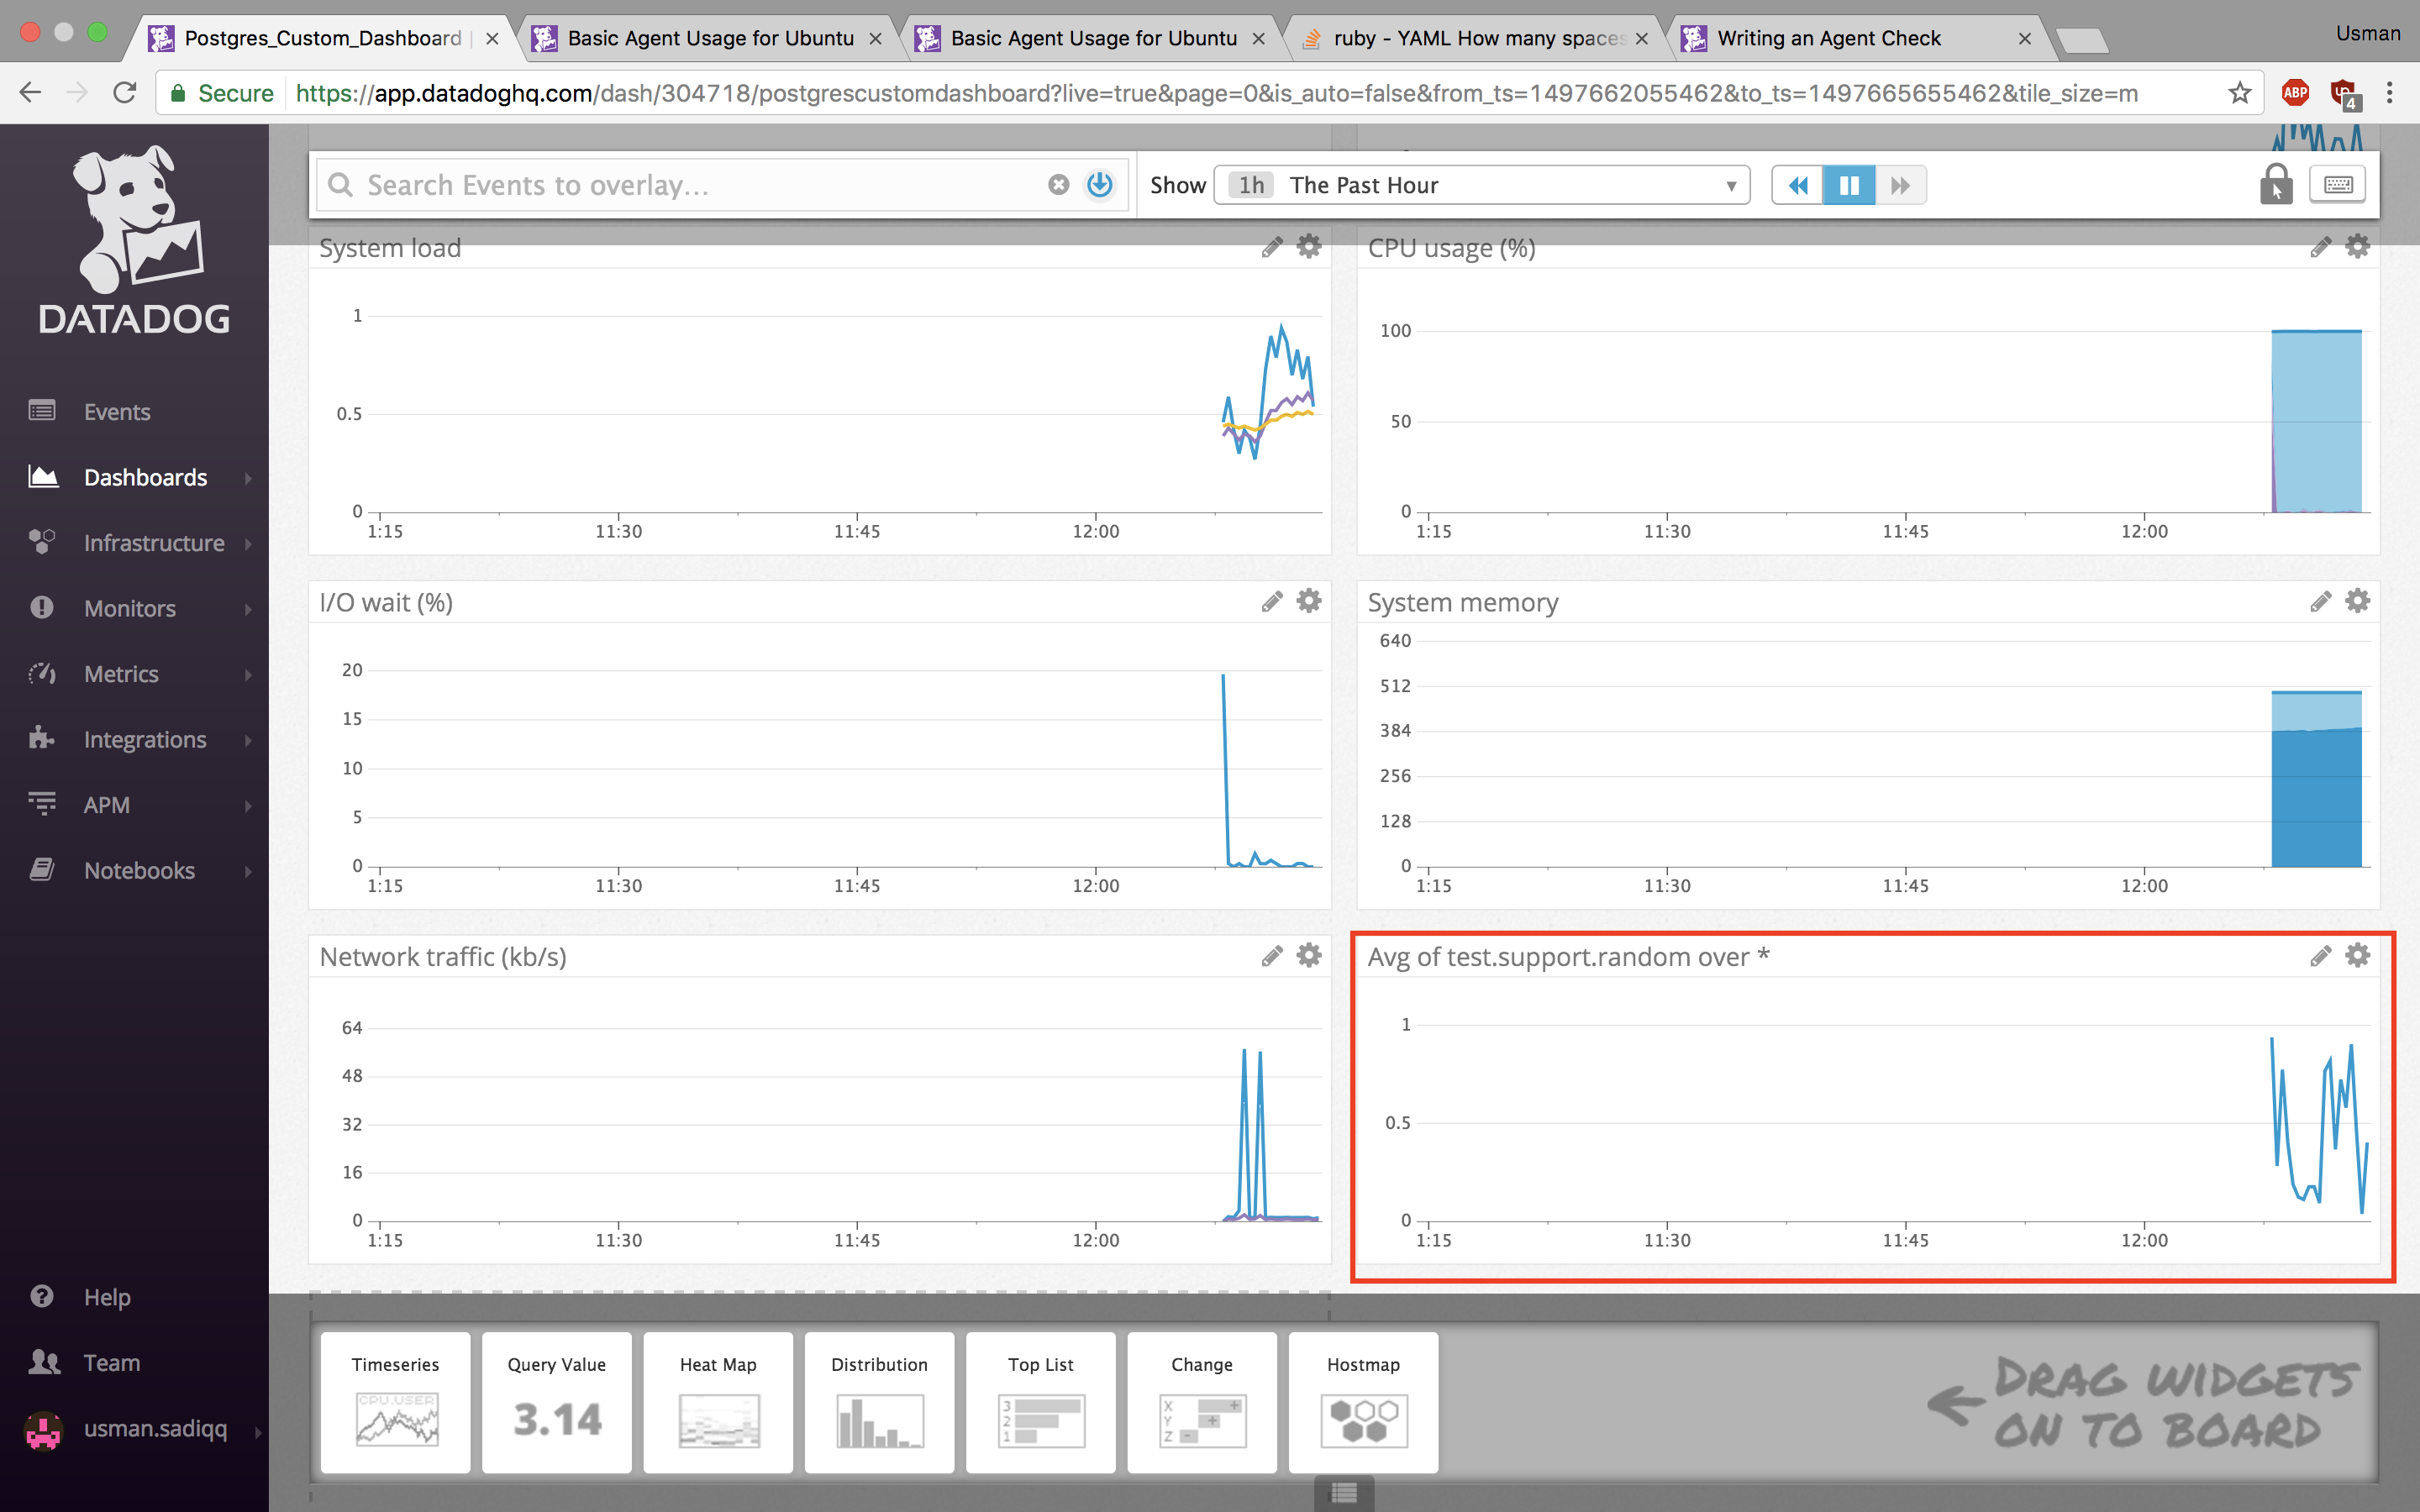 Postgres_Custom_Dashboard
Basic Agent Usage for Ubuntu
Basic Agent Usage for Ubuntu
ruby - YAML How many spaces
Writing an Agent Check
Usman
Secure https://app.datadoghq.com/dash/304718/postgrescustomdashboard?live=true&page=0&is_auto=false&from_ts=1497662055462&to_ts=1497665655462&tile_size=m
ABP
4
DATADOG
Events
Dashboards
Infrastructure
Monitors
Metrics
Integrations
APM
Notebooks
Help
Team
usman.sadiqq
Search Events to overlay...
Show 1h The Past Hour
System load
1
0.5
0
1:15 11:30 11:45 12:00
CPU usage (%)
100
50
0
1:15 11:30 11:45 12:00
I/O wait (%)
20
15
10
5
0
1:15 11:30 11:45 12:00
System memory
640
512
384
256
128
0
1:15 11:30 11:45 12:00
Network traffic (kb/s)
64
48
32
16
0
1:15 11:30 11:45 12:00
Avg of test.support.random over *
1
0.5
0
1:15 11:30 11:45 12:00
Timeseries
CPU.USER
Query Value
3.14
Heat Map
Distribution
Top List
3
2
1
Change
X +
Y +
Z -
Hostmap
DRAG WIDGETS
ON TO BOARD